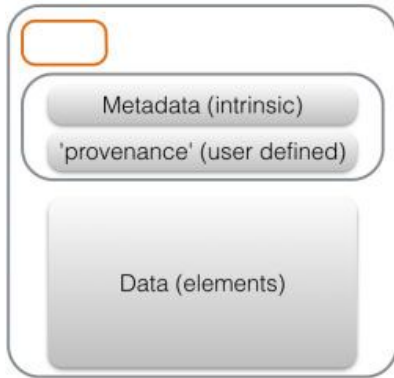 Metadata (intrinsic)
'provenance' (user defined)
Data (elements)